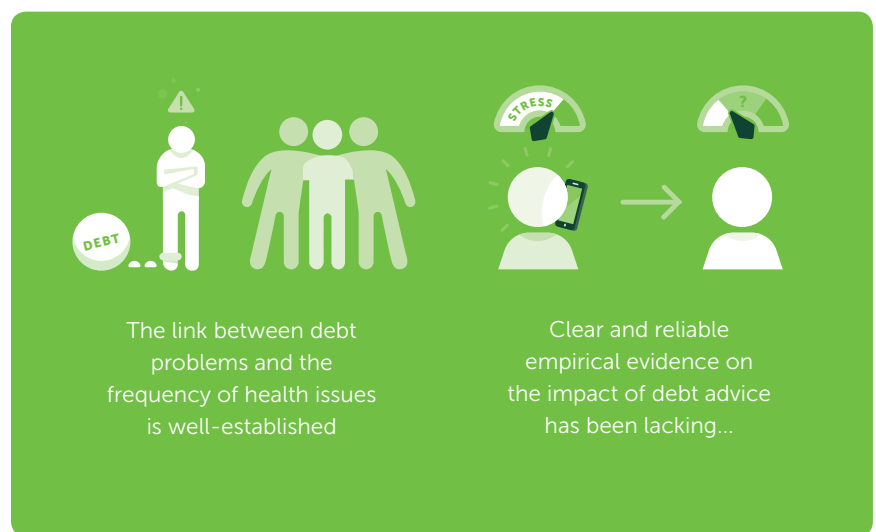 !
STRESS
?
DEBT
The link between debt
problems and the
frequency of health issues
is well-established
Clear and reliable
empirical evidence on
the impact of debt advice
has been lacking...